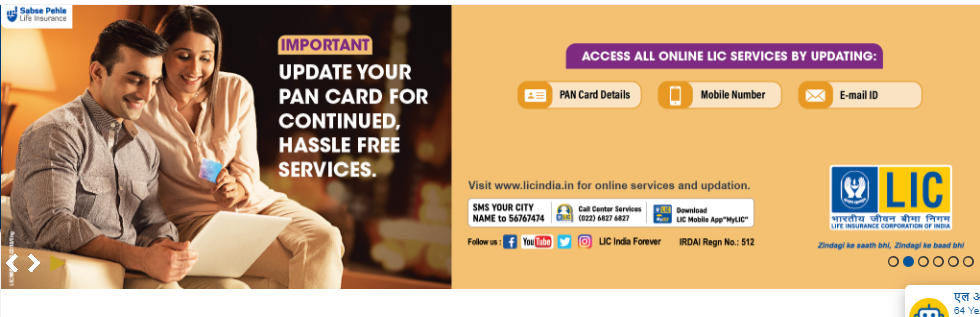 Sabse Pehle
Life Insurance
IMPORTANT
UPDATE YOUR
PAN CARD FOR
CONTINUED,
HASSLE FREE
SERVICES.
ACCESS ALL ONLINE LIC SERVICES BY UPDATING:
PAN Card Details
Mobile Number
E-mail ID
Visit www.licindia.in for online services and updation.
SMS YOUR CITY
NAME to 56767474
Call Center Services
(022) 6827 6827
Download
LIC Mobile App"MyLIC"
Follow us :
You Tube
LIC India Forever
IRDAI Regn No.: 512
LIC
भारतीय जीवन बीमा निगम
LIFE INSURANCE CORPORATION OF INDIA
Zindagi ke saath bhi, Zindagi ke baad bhi
एल
64 Ye